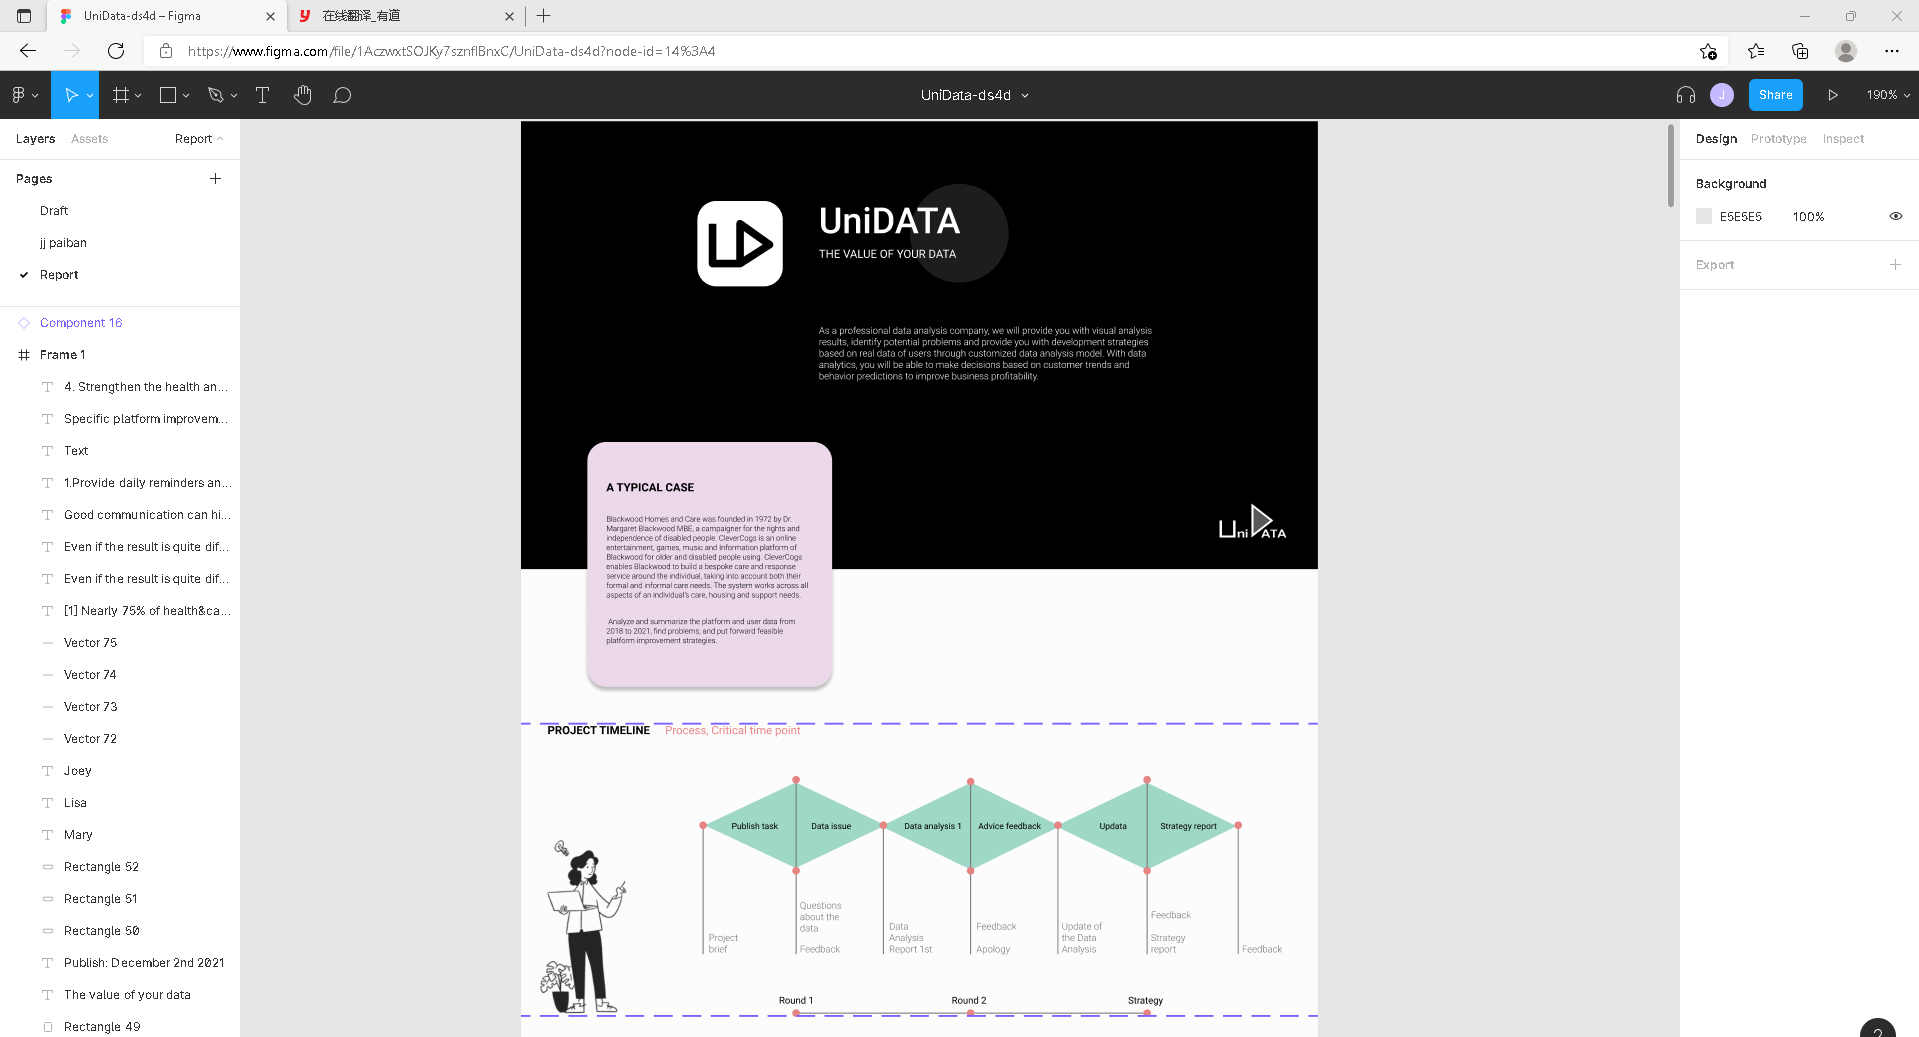 UniData-ds4d – Figma
在线翻译_有道
https://www.figma.com/file/1AczwxtSOJKy7sznflBnxC/UniData-ds4d?node-id=14%3A4
UniData-ds4d
J
Share
190%
Layers
Assets
Report
Pages
Draft
jj paiban
Report
Component 16
Frame 1
4. Strengthen the health an...
Specific platform improvem...
Text
1.Provide daily reminders an...
Good communication can hi...
Even if the result is quite dif...
Even if the result is quite dif...
[1] Nearly 75% of health&ca...
Vector 75
Vector 74
Vector 73
Vector 72
Joey
Lisa
Mary
Rectangle 52
Rectangle 51
Rectangle 50
Publish: December 2nd 2021
The value of your data
Rectangle 49
UniDATA
THE VALUE OF YOUR DATA
As a professional data analysis company, we will provide you with visual analysis
results, identify potential problems and provide you with development strategies
based on real data of users through customized data analysis model. With data
analytics, you will be able to make decisions based on customer trends and
behavior predictions to improve business profitability.
A TYPICAL CASE
Blackwood Homes and Care was founded in 1972 by Dr.
Margaret Blackwood MBE, a campaigner for the rights and
independence of disabled people. CleverCogs is an online
entertainment, games, music and Information platform of
Blackwood for older and disabled people using. CleverCogs
enables Blackwood to build a bespoke care and response
service around the individual, taking into account both their
formal and informal care needs. The system works across all
aspects of an individual's care, housing and support needs.
Analyze and summarize the platform and user data from
2018 to 2021, find problems, and put forward feasible
platform improvement strategies.
Uni ATA
PROJECT TIMELINE
Process, Critical time point
Publish task
Data issue
Data analysis 1
Advice feedback
Updata
Strategy report
Project
brief
Questions
about the
data
Feedback
Data
Analysis
Report 1st
Feedback
Apology
Update of
the Data
Analysis
Feedback
Strategy
report
Feedback
Round 1
Round 2
Strategy
Design
Prototype
Inspect
Background
E5E5E5
100%
Export
?